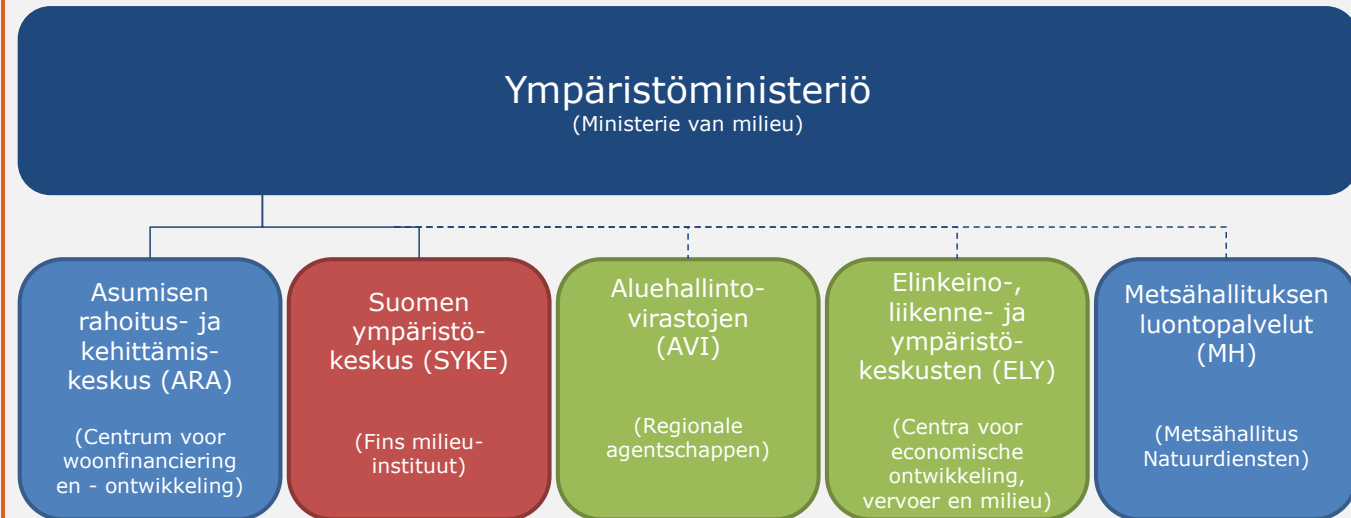 Ympäristöministeriö
(Ministerie van milieu)
Asumisen
rahoitus- ja
kehittämis-
keskus (ARA)
(Centrum voor
woonfinanciering
en - ontwikkeling)
Suomen
ympäristö-
keskus (SYKE)
(Fins milieu-
instituut)
Aluehallinto-
virastojen
(AVI)
(Regionale
agentschappen)
Elinkeino-,
liikenne- ja
ympäristö-
keskusten (ELY)
(Centra voor
economische
ontwikkeling,
vervoer en milieu)
Metsähallituksen
luontopalvelut
(MH)
(Metsähallitus
Natuurdiensten)